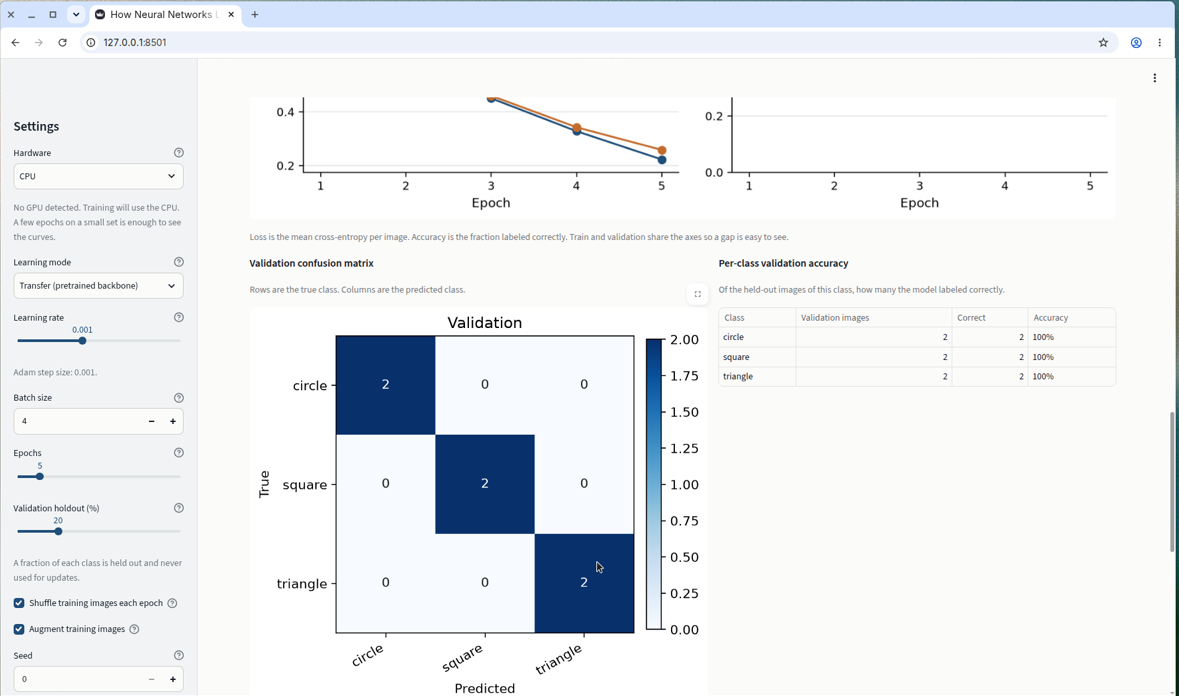 How Neural Networks L
127.0.0.1:8501
Settings
Hardware
CPU
No GPU detected. Training will use the CPU.
A few epochs on a small set is enough to see
the curves.
Learning mode
Transfer (pretrained backbone)
Learning rate
0.001
Adam step size: 0.001.
Batch size
4
Epochs
5
Validation holdout (%)
20
A fraction of each class is held out and never
used for updates.
Shuffle training images each epoch
Augment training images
Seed
0
0.4
0.2
1 2 3 4 5
Epoch
0.2
0.0
1 2 3 4 5
Epoch
Loss is the mean cross-entropy per image. Accuracy is the fraction labeled correctly. Train and validation share the axes so a gap is easy to see.
Validation confusion matrix
Rows are the true class. Columns are the predicted class.
Validation
True
circle 2 0 0
square 0 2 0
triangle 0 0 2
circle square triangle
Predicted
2.00
1.75
1.50
1.25
1.00
0.75
0.50
0.25
0.00
Per-class validation accuracy
Of the held-out images of this class, how many the model labeled correctly.
Class Validation images Correct Accuracy
circle 2 2 100%
square 2 2 100%
triangle 2 2 100%